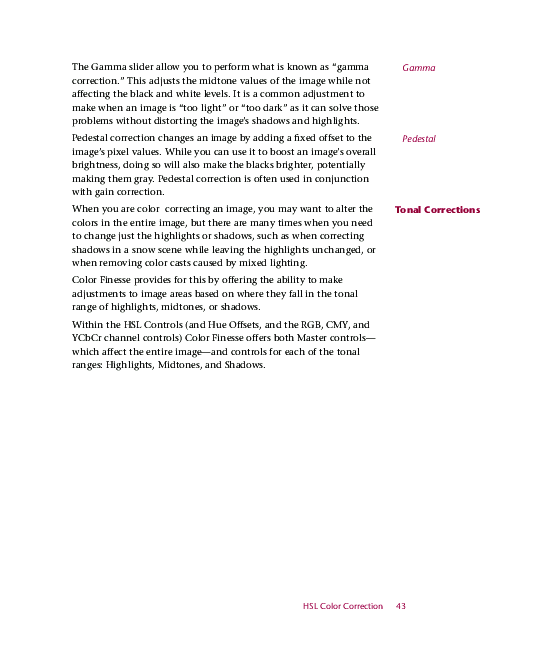 The Gamma slider allow you to perform what is known as “gamma
correction.” This adjusts the midtone values of the image while not
affecting the black and white levels. It is a common adjustment to
make when an image is “too light” or “too dark” as it can solve those
problems without distorting the image’s shadows and highlights.
Gamma
Pedestal correction changes an image by adding a fixed offset to the
image’s pixel values. While you can use it to boost an image’s overall
brightness, doing so will also make the blacks brighter, potentially
making them gray. Pedestal correction is often used in conjunction
with gain correction.
Pedestal
When you are color correcting an image, you may want to alter the
colors in the entire image, but there are many times when you need
to change just the highlights or shadows, such as when correcting
shadows in a snow scene while leaving the highlights unchanged, or
when removing color casts caused by mixed lighting.
Tonal Corrections
Color Finesse provides for this by offering the ability to make
adjustments to image areas based on where they fall in the tonal
range of highlights, midtones, or shadows.
Within the HSL Controls (and Hue Offsets, and the RGB, CMY, and
YCbCr channel controls) Color Finesse offers both Master controls—
which affect the entire image—and controls for each of the tonal
ranges: Highlights, Midtones, and Shadows.
HSL Color Correction 43